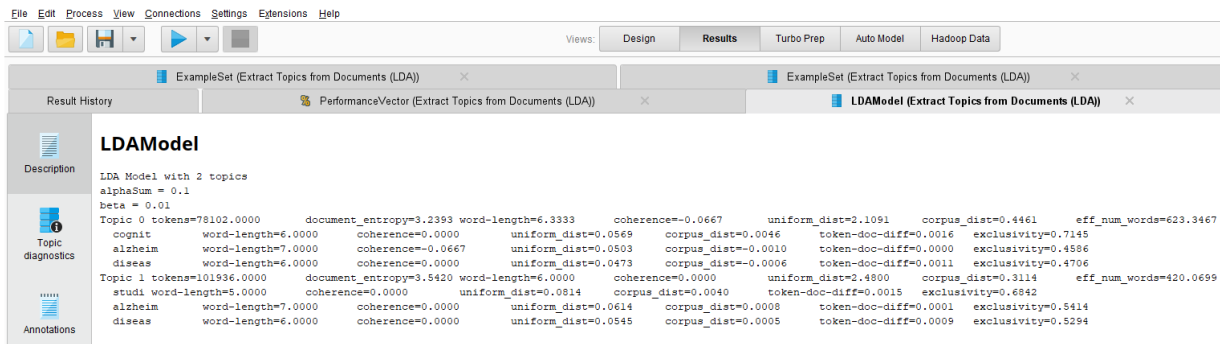 File Edit Process View Connections Settings Extensions Help
Views: Design Results Turbo Prep Auto Model Hadoop Data
ExampleSet (Extract Topics from Documents (LDA)) ExampleSet (Extract Topics from Documents (LDA))
Result History PerformanceVector (Extract Topics from Documents (LDA)) LDAModel (Extract Topics from Documents (LDA))
Description
Topic diagnostics
Annotations
LDAModel
LDA Model with 2 topics
alphaSum = 0.1
beta = 0.01
Topic 0 tokens=78102.0000 document_entropy=3.2393 word-length=6.3333 coherence=-0.0667 uniform_dist=2.1091 corpus_dist=0.4461 eff_num_words=623.3467
cognit word-length=6.0000 coherence=0.0000 uniform_dist=0.0569 corpus_dist=0.0046 token-doc-diff=0.0016 exclusivity=0.7145
alzheim word-length=7.0000 coherence=-0.0667 uniform_dist=0.0503 corpus_dist=-0.0010 token-doc-diff=0.0000 exclusivity=0.4586
diseas word-length=6.0000 coherence=0.0000 uniform_dist=0.0473 corpus_dist=-0.0006 token-doc-diff=0.0011 exclusivity=0.4706
Topic 1 tokens=101936.0000 document_entropy=3.5420 word-length=6.0000 coherence=0.0000 uniform_dist=2.4800 corpus_dist=0.3114 eff_num_words=420.0699
studi word-length=5.0000 coherence=0.0000 uniform_dist=0.0814 corpus_dist=0.0040 token-doc-diff=0.0015 exclusivity=0.6842
alzheim word-length=7.0000 coherence=0.0000 uniform_dist=0.0614 corpus_dist=0.0008 token-doc-diff=0.0001 exclusivity=0.5414
diseas word-length=6.0000 coherence=0.0000 uniform_dist=0.0545 corpus_dist=0.0005 token-doc-diff=0.0009 exclusivity=0.5294